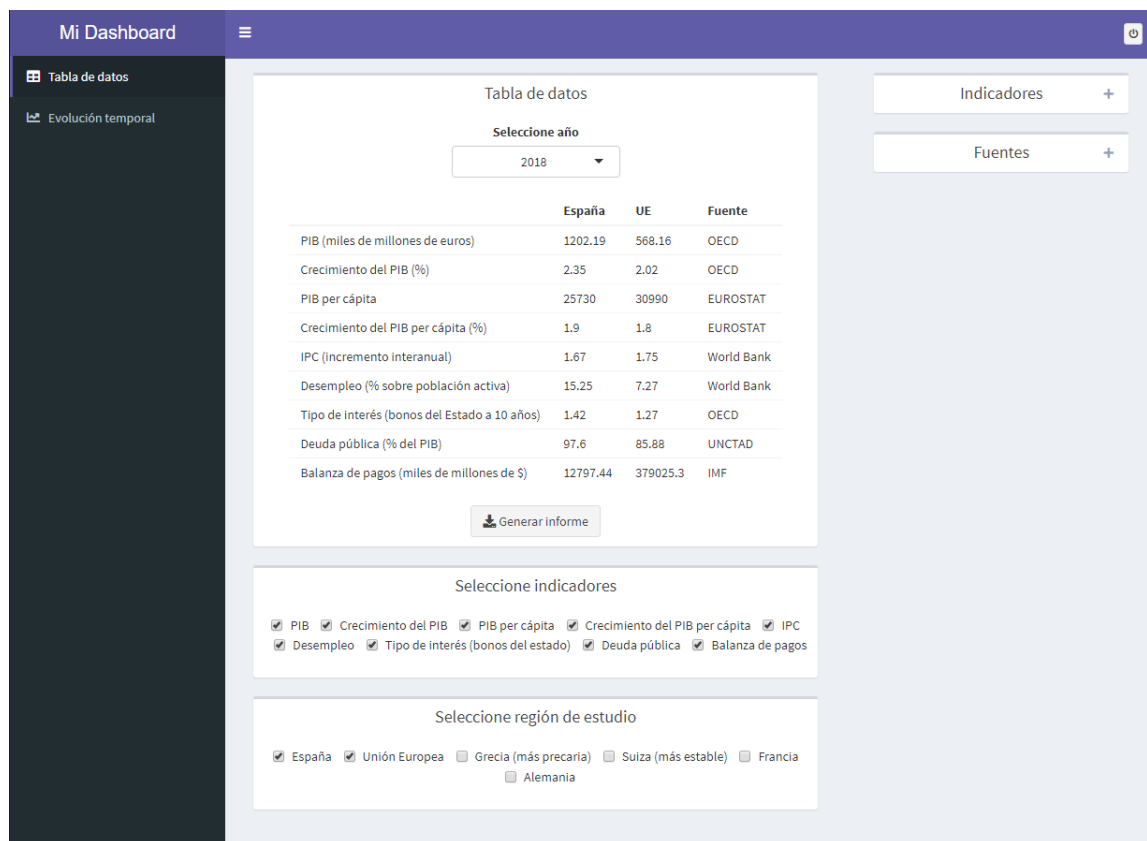 Mi Dashboard
Tabla de datos
Evolución temporal
Tabla de datos
Seleccione año
2018
España UE Fuente
PIB (miles de millones de euros) 1202.19 568.16 OECD
Crecimiento del PIB (%) 2.35 2.02 OECD
PIB per cápita 25730 30990 EUROSTAT
Crecimiento del PIB per cápita (%) 1.9 1.8 EUROSTAT
IPC (incremento interanual) 1.67 1.75 World Bank
Desempleo (% sobre población activa) 15.25 7.27 World Bank
Tipo de interés (bonos del Estado a 10 años) 1.42 1.27 OECD
Deuda pública (% del PIB) 97.6 85.88 UNCTAD
Balanza de pagos (miles de millones de $) 12797.44 379025.3 IMF
Generar informe
Seleccione indicadores
PIB Crecimiento del PIB PIB per cápita Crecimiento del PIB per cápita IPC
Desempleo Tipo de interés (bonos del estado) Deuda pública Balanza de pagos
Seleccione región de estudio
España Unión Europea Grecia (más precaria) Suiza (más estable) Francia
Alemania
Indicadores +
Fuentes +